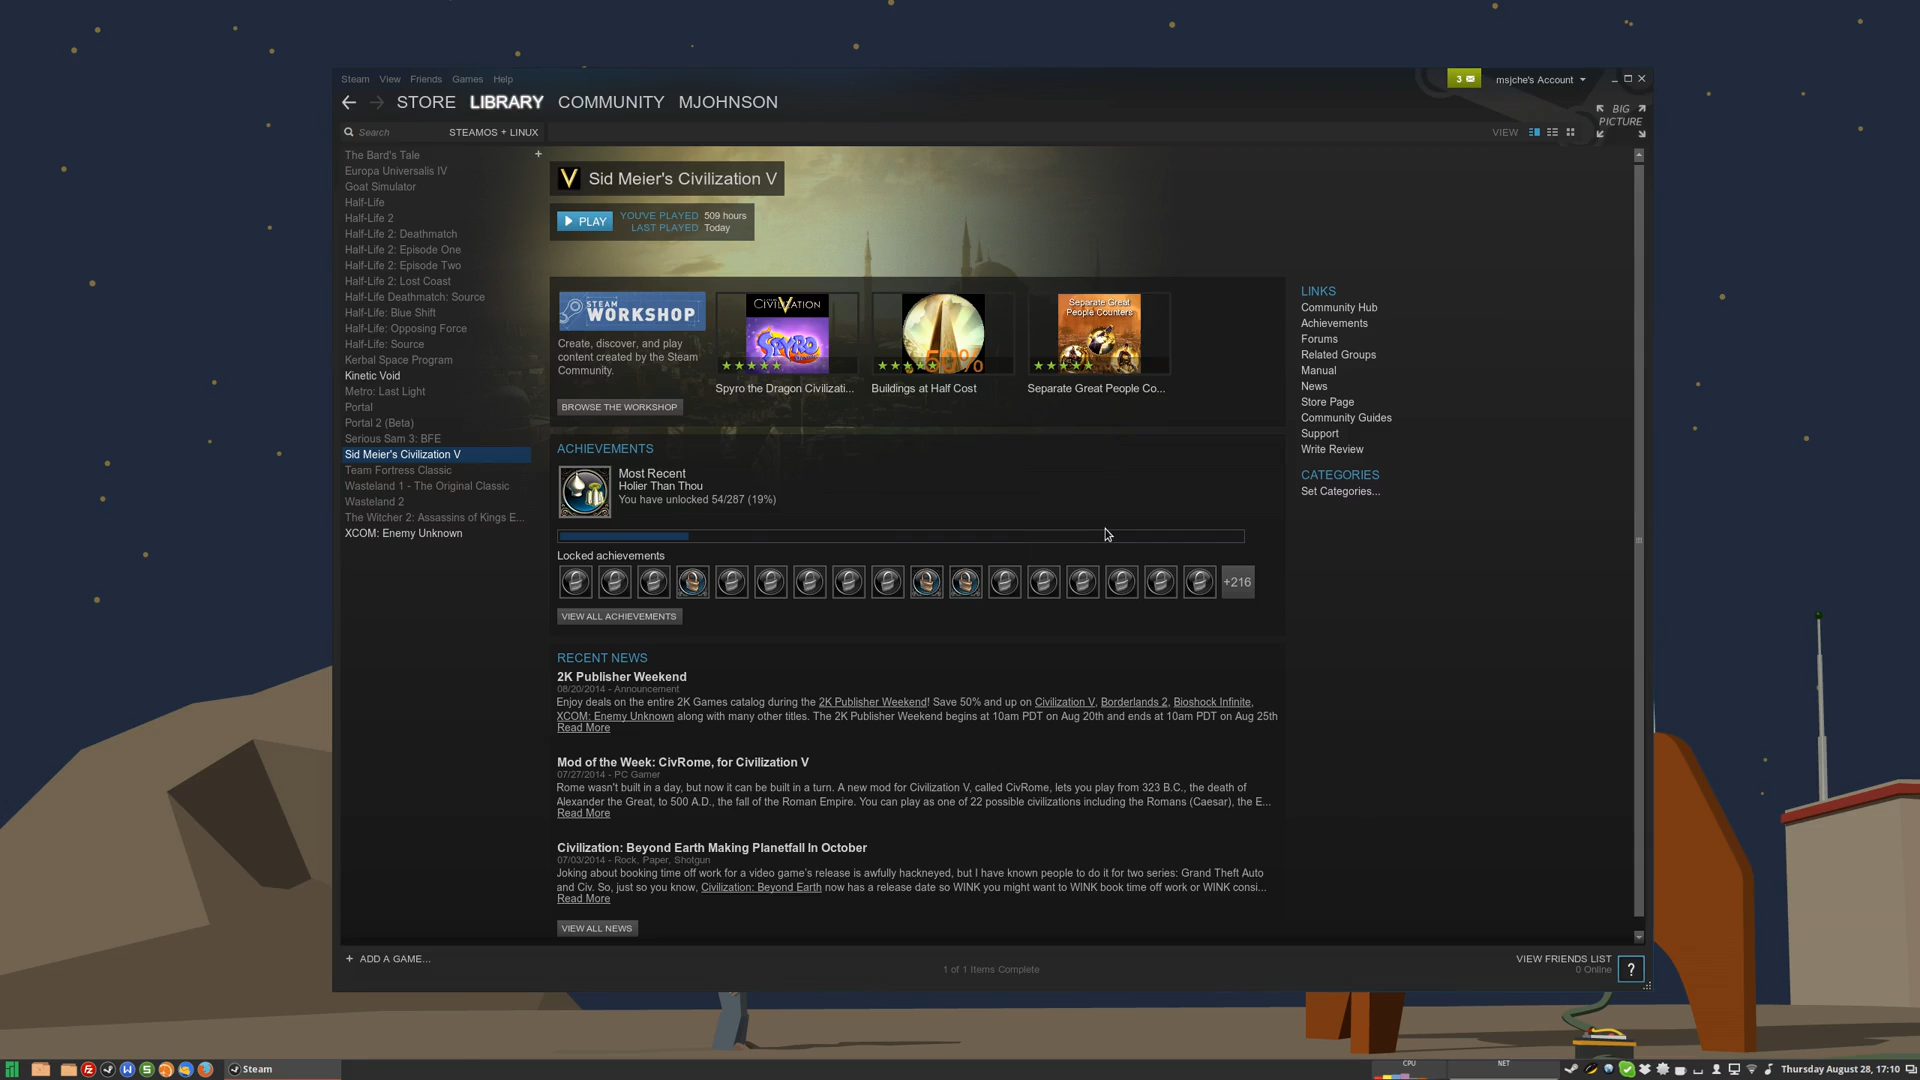 Steam View Friends Games Help
3
msjche's Account
STORE LIBRARY COMMUNITY MJOHNSON
BIG PICTURE
Search
STEAMOS + LINUX
VIEW
The Bard's Tale
Europa Universalis IV
Goat Simulator
Half-Life
Half-Life 2
Half-Life 2: Deathmatch
Half-Life 2: Episode One
Half-Life 2: Episode Two
Half-Life 2: Lost Coast
Half-Life Deathmatch: Source
Half-Life: Blue Shift
Half-Life: Opposing Force
Half-Life: Source
Kerbal Space Program
Kinetic Void
Metro: Last Light
Portal
Portal 2 (Beta)
Serious Sam 3: BFE
Sid Meier's Civilization V
Team Fortress Classic
Wasteland 1 - The Original Classic
Wasteland 2
The Witcher 2: Assassins of Kings E...
XCOM: Enemy Unknown
V Sid Meier's Civilization V
PLAY
YOU'VE PLAYED 509 hours
LAST PLAYED Today
STEAM WORKSHOP
Create, discover, and play
content created by the Steam
Community.
BROWSE THE WORKSHOP
CIVILIZATION V
SPYRO
Spyro the Dragon Civilizati...
50%
Buildings at Half Cost
Separate Great
People Counters
Separate Great People Co...
ACHIEVEMENTS
Most Recent
Holier Than Thou
You have unlocked 54/287 (19%)
Locked achievements
+216
VIEW ALL ACHIEVEMENTS
RECENT NEWS
2K Publisher Weekend
08/20/2014 - Announcement
Enjoy deals on the entire 2K Games catalog during the 2K Publisher Weekend! Save 50% and up on Civilization V, Borderlands 2, Bioshock Infinite,
XCOM: Enemy Unknown along with many other titles. The 2K Publisher Weekend begins at 10am PDT on Aug 20th and ends at 10am PDT on Aug 25th
Read More
Mod of the Week: CivRome, for Civilization V
07/27/2014 - PC Gamer
Rome wasn't built in a day, but now it can be built in a turn. A new mod for Civilization V, called CivRome, lets you play from 323 B.C., the death of
Alexander the Great, to 500 A.D., the fall of the Roman Empire. You can play as one of 22 possible civilizations including the Romans (Caesar), the E...
Read More
Civilization: Beyond Earth Making Planetfall In October
07/03/2014 - Rock, Paper, Shotgun
Joking about booking time off work for a video game's release is awfully hackneyed, but I have known people to do it for two series: Grand Theft Auto
and Civ. So, just so you know, Civilization: Beyond Earth now has a release date so WINK you might want to WINK book time off work or WINK consi...
Read More
VIEW ALL NEWS
LINKS
Community Hub
Achievements
Forums
Related Groups
Manual
News
Store Page
Community Guides
Support
Write Review
CATEGORIES
Set Categories...
+ ADD A GAME...
1 of 1 Items Complete
VIEW FRIENDS LIST
0 Online
?
Steam
CPU
NET
Thursday August 28, 17:10